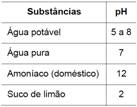 Substâncias pH
Água potável 5 a 8
Água pura 7
Amoníaco (doméstico) 12
Suco de limão 2